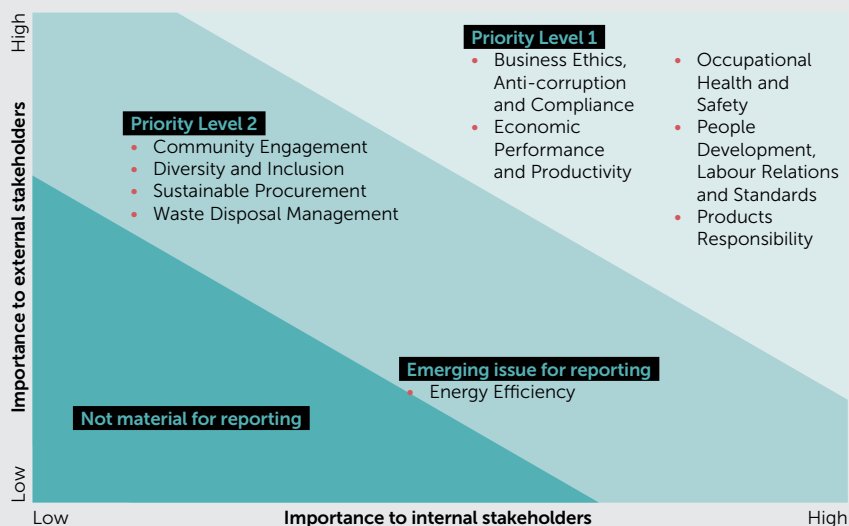 High
Importance to external stakeholders
Low
Priority Level 1
• Business Ethics,
Anti-corruption
and Compliance
• Economic
Performance
and Productivity
• Occupational
Health and
Safety
• People
Development,
Labour Relations
and Standards
• Products
Responsibility
Priority Level 2
• Community Engagement
• Diversity and Inclusion
• Sustainable Procurement
• Waste Disposal Management
Emerging issue for reporting
• Energy Efficiency
Not material for reporting
Low
Importance to internal stakeholders
High